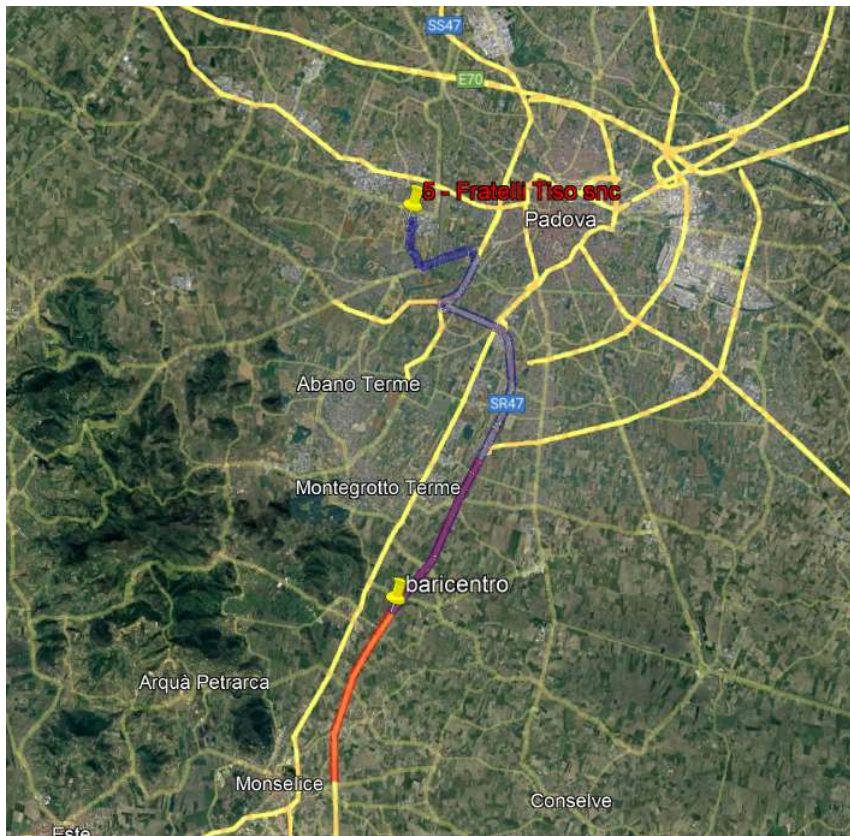 SS47
E70
5 - Fratelli Tiso snc
Padova
Abano Terme
SR47
Montegrotto Terme
baricentro
Arquà Petrarca
Monselice
Conselve
Este